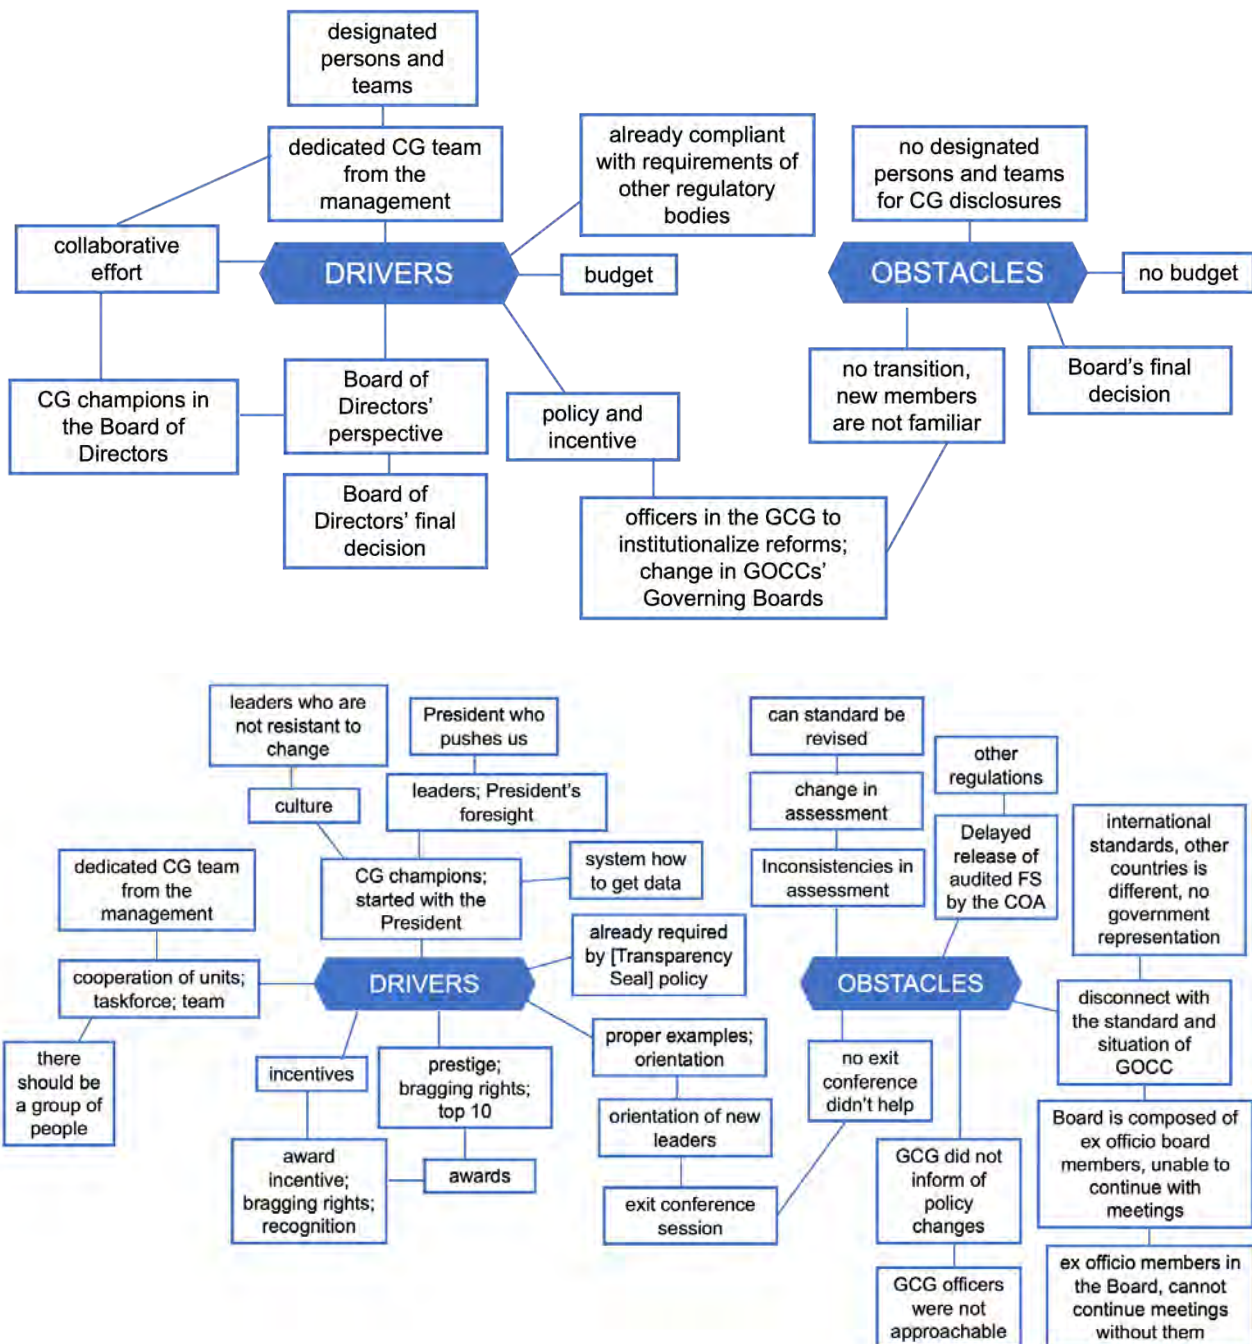 designated
persons and
teams
dedicated CG team
from the
management
already compliant
with requirements of
other regulatory
bodies
no designated
persons and teams
for CG disclosures
collaborative
effort
DRIVERS
budget
OBSTACLES
no budget
CG champions in
the Board of
Directors
Board of
Directors’
perspective
policy and
incentive
no transition,
new members
are not familiar
Board’s final
decision
Board of
Directors’ final
decision
officers in the GCG to
institutionalize reforms;
change in GOCCs’
Governing Boards
leaders who are
not resistant to
change
President who
pushes us
can standard be
revised
other
regulations
culture
leaders; President’s
foresight
change in
assessment
international
standards, other
countries is
different, no
government
representation
dedicated CG team
from the
management
CG champions;
started with the
President
system how
to get data
Inconsistencies in
assessment
Delayed
release of
audited FS
by the COA
already required
by [Transparency
Seal] policy
cooperation of units;
taskforce; team
DRIVERS
OBSTACLES
disconnect with
the standard and
situation of
GOCC
there
should be
a group of
people
incentives
prestige;
bragging rights;
top 10
proper examples;
orientation
no exit
conference
didn’t help
orientation of new
leaders
Board is composed of
ex officio board
members, unable to
continue with
meetings
award
incentive;
bragging rights;
recognition
awards
exit conference
session
GCG did not
inform of
policy
changes
GCG officers
were not
approachable
ex officio members in
the Board, cannot
continue meetings
without them